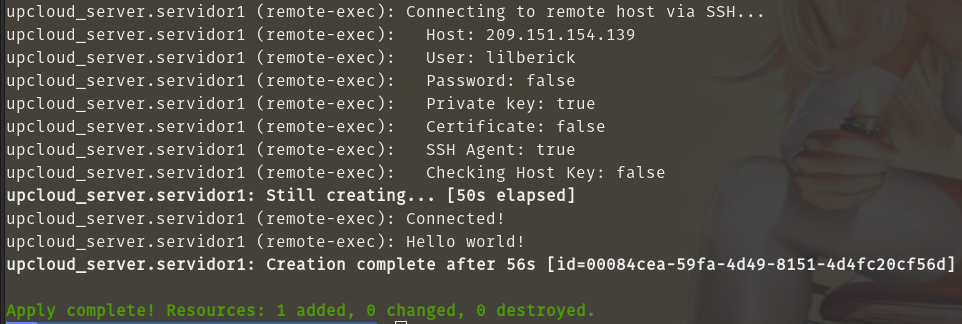 upcloud_server.servidor1 (remote-exec): Connecting to remote host via SSH...
upcloud_server.servidor1 (remote-exec):   Host: 209.151.154.139
upcloud_server.servidor1 (remote-exec):   User: lilberick
upcloud_server.servidor1 (remote-exec):   Password: false
upcloud_server.servidor1 (remote-exec):   Private key: true
upcloud_server.servidor1 (remote-exec):   Certificate: false
upcloud_server.servidor1 (remote-exec):   SSH Agent: true
upcloud_server.servidor1 (remote-exec):   Checking Host Key: false
upcloud_server.servidor1: Still creating... [50s elapsed]
upcloud_server.servidor1 (remote-exec): Connected!
upcloud_server.servidor1 (remote-exec): Hello world!
upcloud_server.servidor1: Creation complete after 56s [id=00084cea-59fa-4d49-8151-4d4fc20cf56d]
Apply complete! Resources: 1 added, 0 changed, 0 destroyed.